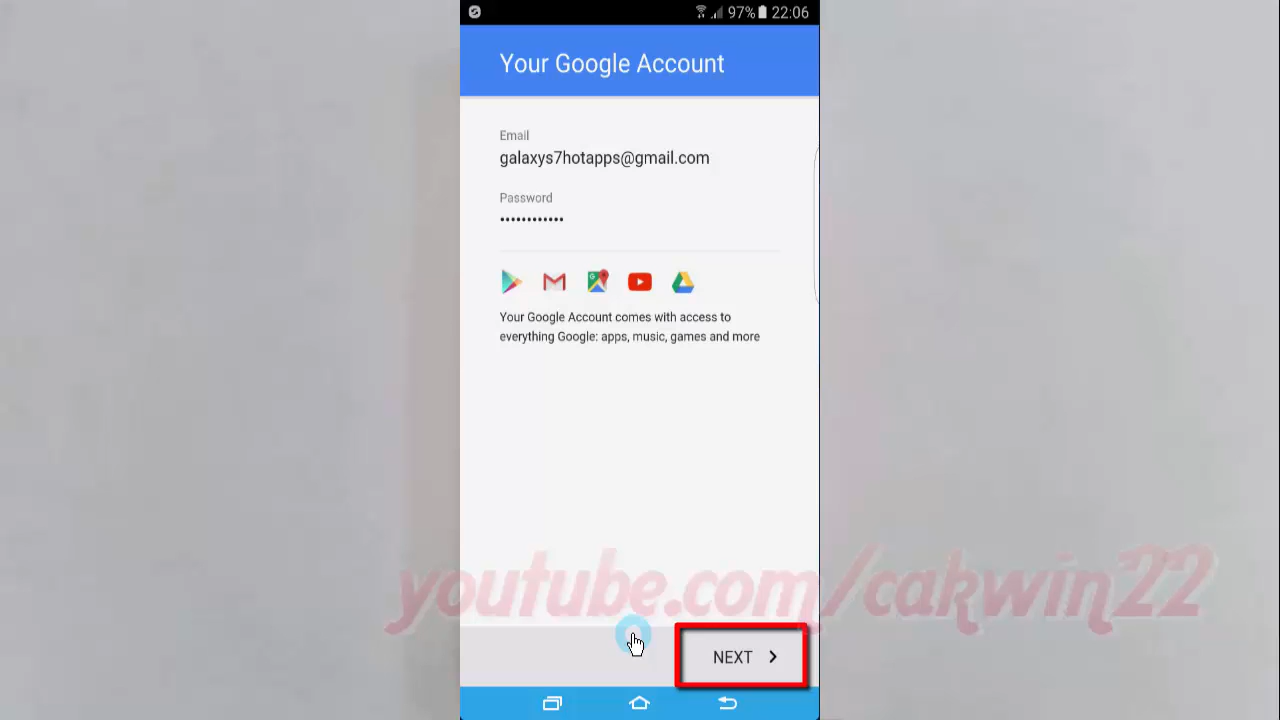 97% 22:06
Your Google Account
Email
galaxys7hotapps@gmail.com
Password
••••••••••••
Your Google Account comes with access to
everything Google: apps, music, games and more
youtube.com/cakwin22
NEXT